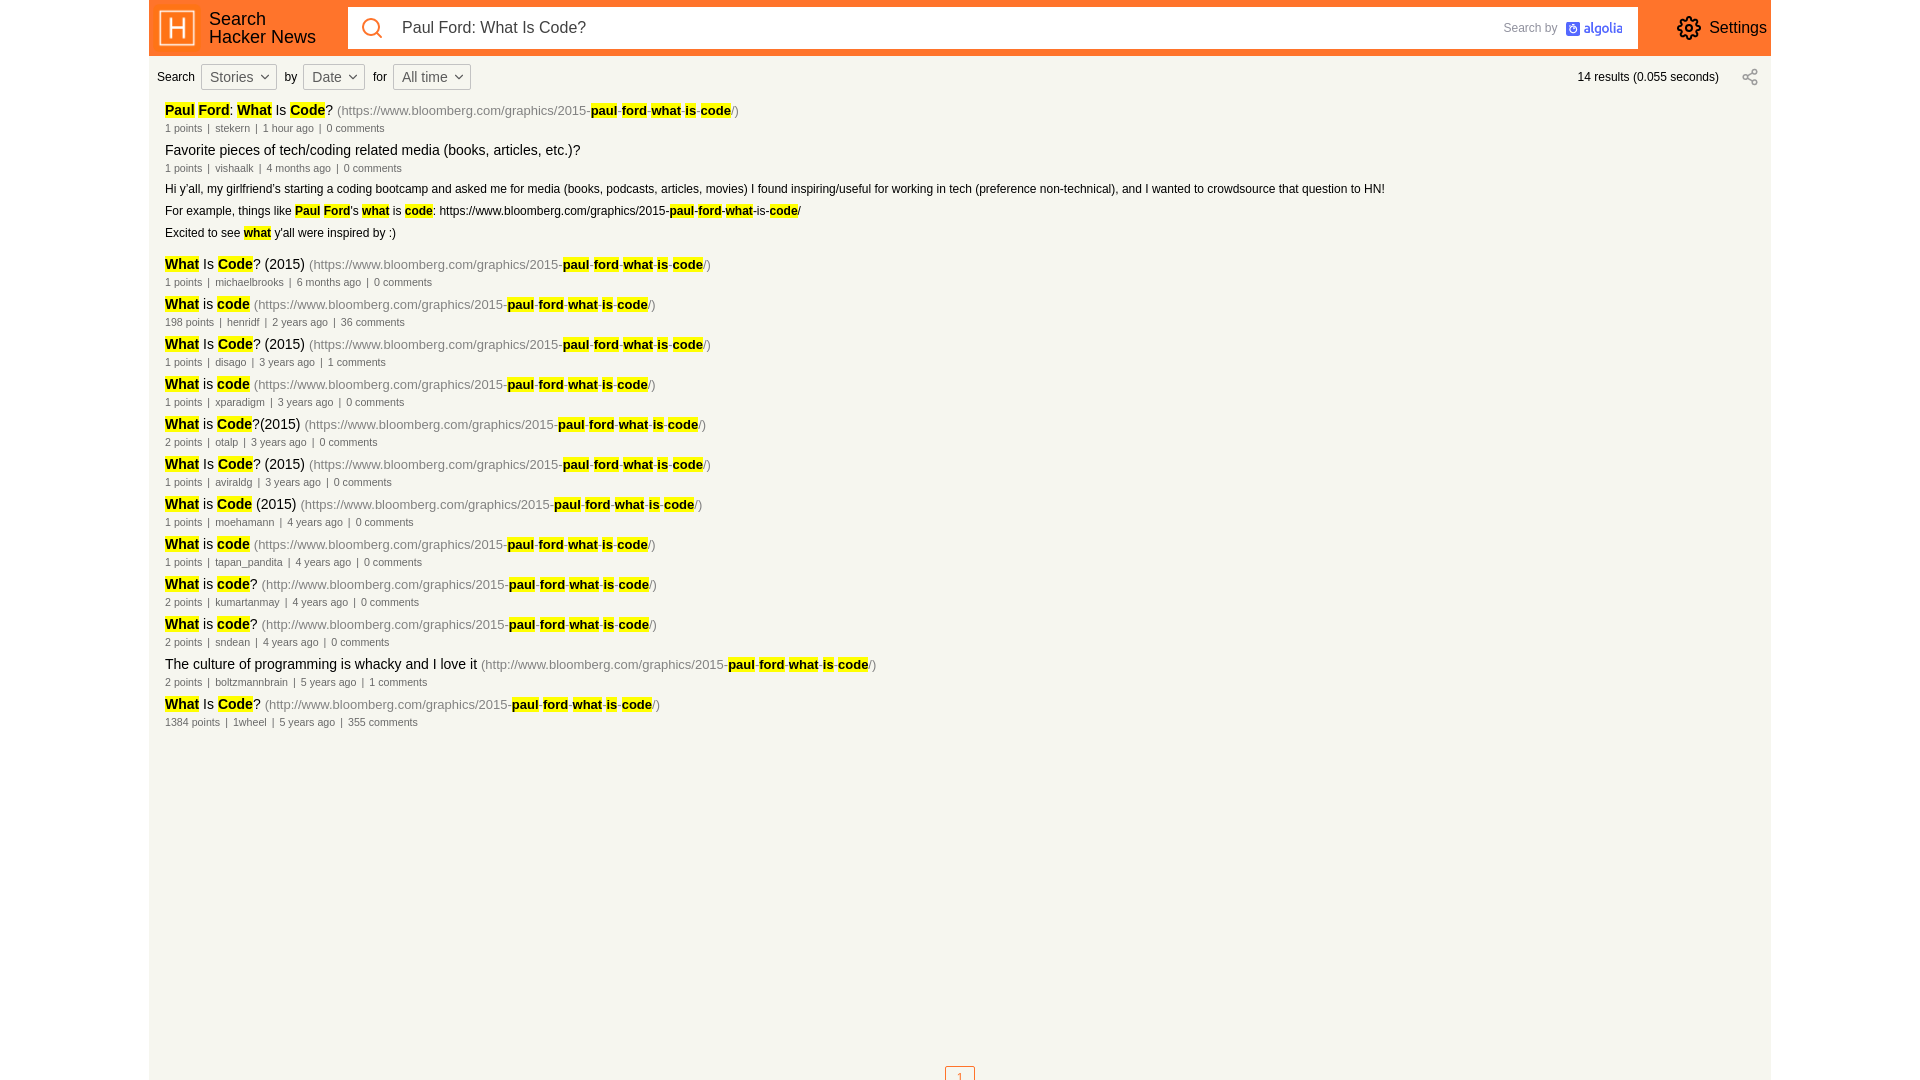 Search
Hacker News
Paul Ford: What Is Code?
Search by algolia
Settings
Search Stories by Date for All time
14 results (0.055 seconds)
Paul Ford: What Is Code? (https://www.bloomberg.com/graphics/2015-paul-ford-what-is-code/)
1 points | stekern | 1 hour ago | 0 comments
Favorite pieces of tech/coding related media (books, articles, etc.)?
1 points | vishaalk | 4 months ago | 0 comments
Hi y'all, my girlfriend's starting a coding bootcamp and asked me for media (books, podcasts, articles, movies) I found inspiring/useful for working in tech (preference non-technical), and I wanted to crowdsource that question to HN!
For example, things like Paul Ford's what is code: https://www.bloomberg.com/graphics/2015-paul-ford-what-is-code/
Excited to see what y'all were inspired by :)
What Is Code? (2015) (https://www.bloomberg.com/graphics/2015-paul-ford-what-is-code/)
1 points | michaelbrooks | 6 months ago | 0 comments
What is code (https://www.bloomberg.com/graphics/2015-paul-ford-what-is-code/)
198 points | henridf | 2 years ago | 36 comments
What Is Code? (2015) (https://www.bloomberg.com/graphics/2015-paul-ford-what-is-code/)
1 points | disago | 3 years ago | 1 comments
What is code (https://www.bloomberg.com/graphics/2015-paul-ford-what-is-code/)
1 points | xparadigm | 3 years ago | 0 comments
What is Code?(2015) (https://www.bloomberg.com/graphics/2015-paul-ford-what-is-code/)
2 points | otalp | 3 years ago | 0 comments
What Is Code? (2015) (https://www.bloomberg.com/graphics/2015-paul-ford-what-is-code/)
1 points | aviraldg | 3 years ago | 0 comments
What is Code (2015) (https://www.bloomberg.com/graphics/2015-paul-ford-what-is-code/)
1 points | moehamann | 4 years ago | 0 comments
What is code (https://www.bloomberg.com/graphics/2015-paul-ford-what-is-code/)
1 points | tapan_pandita | 4 years ago | 0 comments
What is code? (http://www.bloomberg.com/graphics/2015-paul-ford-what-is-code/)
2 points | kumartanmay | 4 years ago | 0 comments
What is code? (http://www.bloomberg.com/graphics/2015-paul-ford-what-is-code/)
2 points | sndean | 4 years ago | 0 comments
The culture of programming is whacky and I love it (http://www.bloomberg.com/graphics/2015-paul-ford-what-is-code/)
2 points | boltzmannbrain | 5 years ago | 1 comments
What Is Code? (http://www.bloomberg.com/graphics/2015-paul-ford-what-is-code/)
1384 points | 1wheel | 5 years ago | 355 comments
1